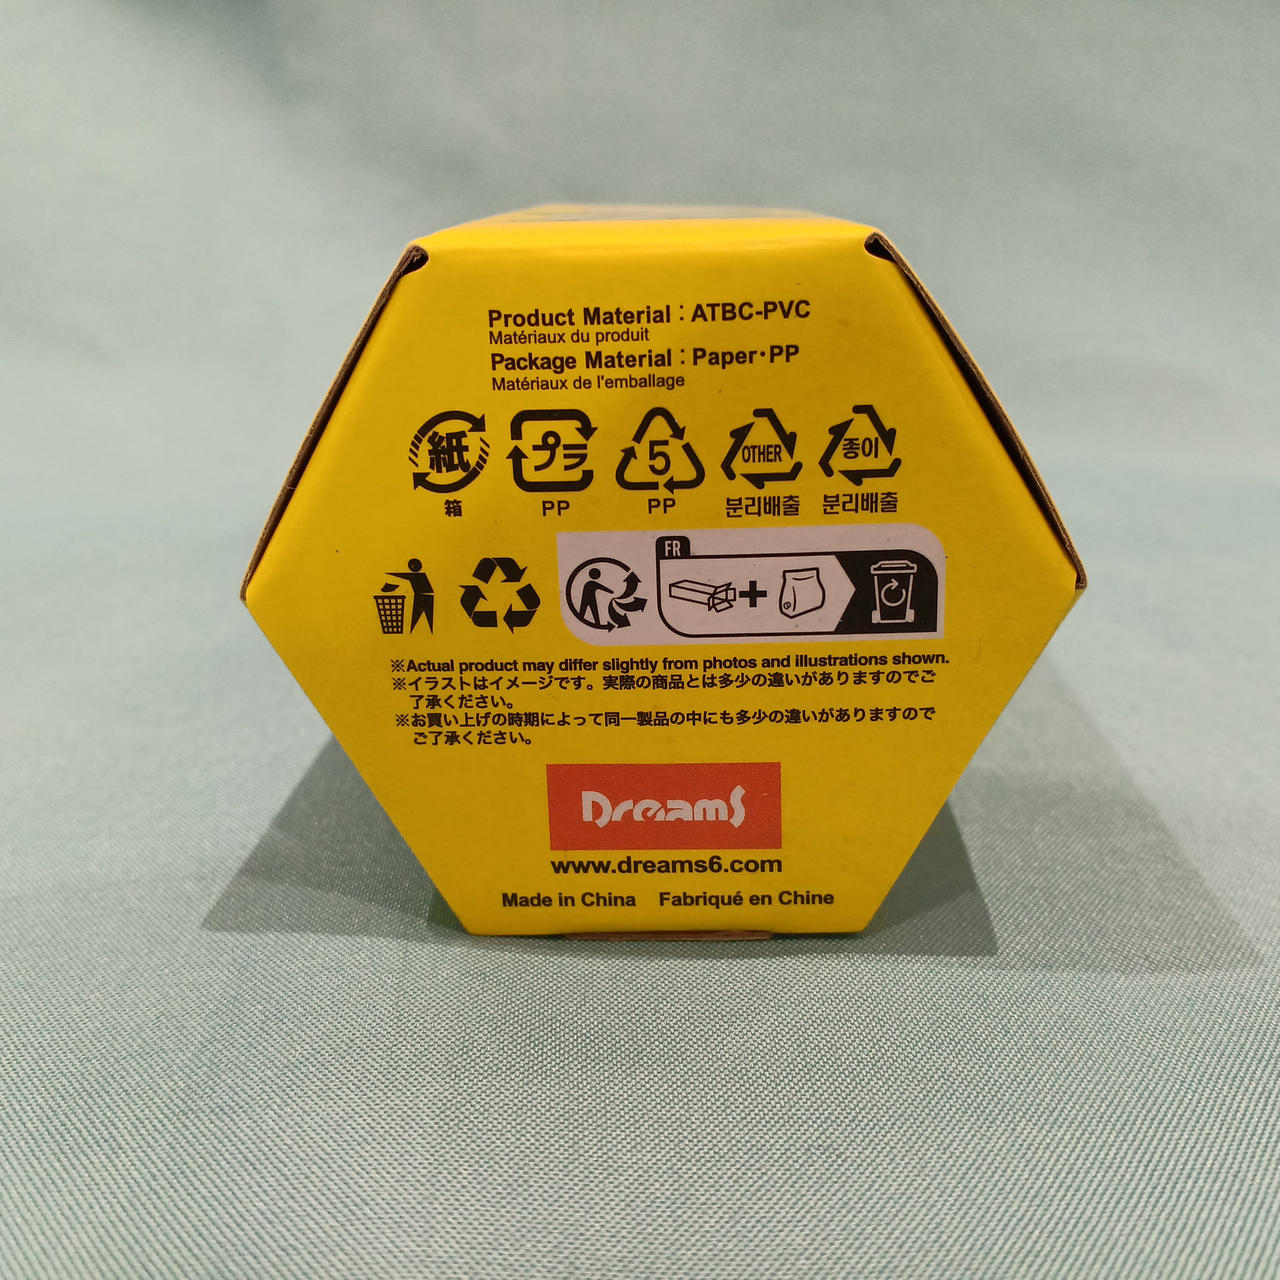 Product Material : ATBC-PVC
Matériaux du produit
Package Material : Paper・PP
Matériaux de l'emballage
紙 プラ 5 OTHER 종이
箱 PP PP 분리배출 분리배출
FR
※Actual product may differ slightly from photos and illustrations shown.
※イラストはイメージです。実際の商品とは多少の違いがありますのでご
了承ください。
※お買い上げの時期によって同一製品の中にも多少の違いがありますので
ご了承ください。
Dreams
www.dreams6.com
Made in China Fabriqué en Chine